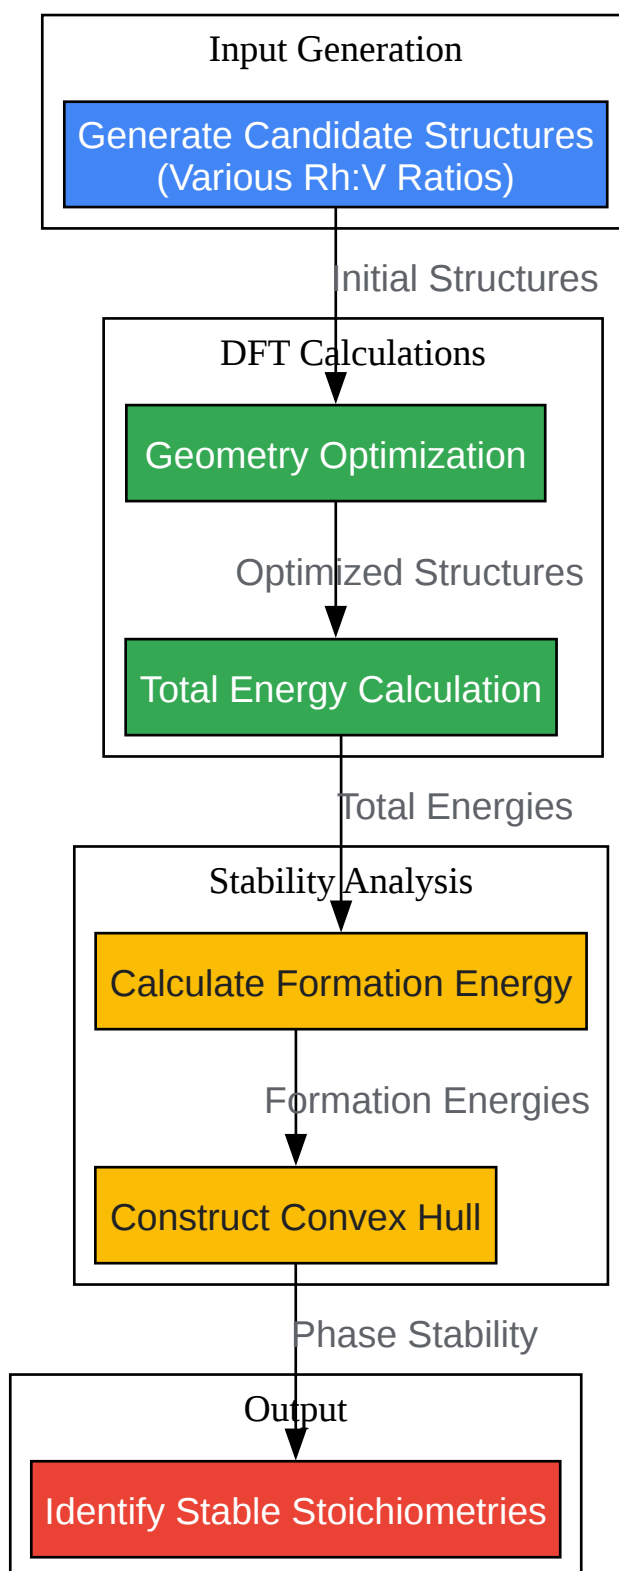 Input Generation
Generate Candidate Structures
(Various Rh:V Ratios)
Initial Structures
DFT Calculations
Geometry Optimization
Optimized Structures
Total Energy Calculation
Total Energies
Stability Analysis
Calculate Formation Energy
Formation Energies
Construct Convex Hull
Phase Stability
Output
Identify Stable Stoichiometries